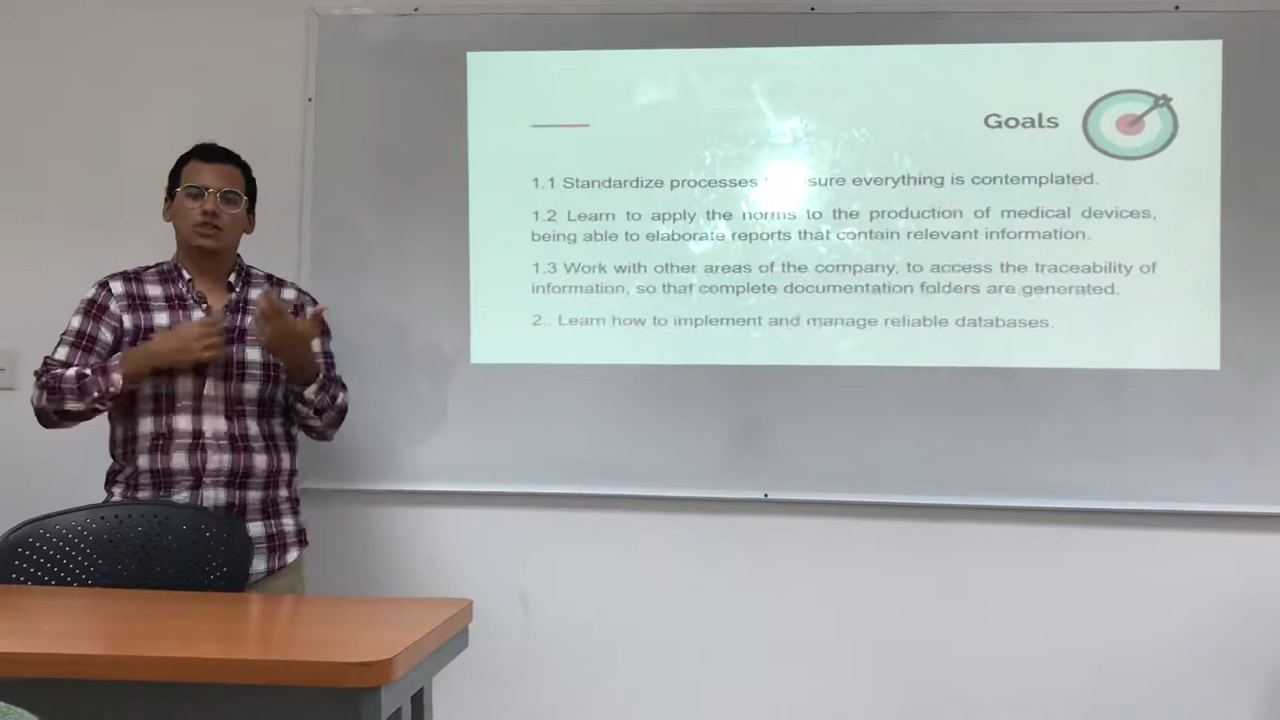 Goals
1.1 Standardize processes sure everything is contemplated.
1.2 Learn to apply the norms to the production of medical devices,
being able to elaborate reports that contain relevant information.
1.3 Work with other areas of the company, to access the traceability of
information, so that complete documentation folders are generated.
2.. Learn how to implement and manage reliable databases.